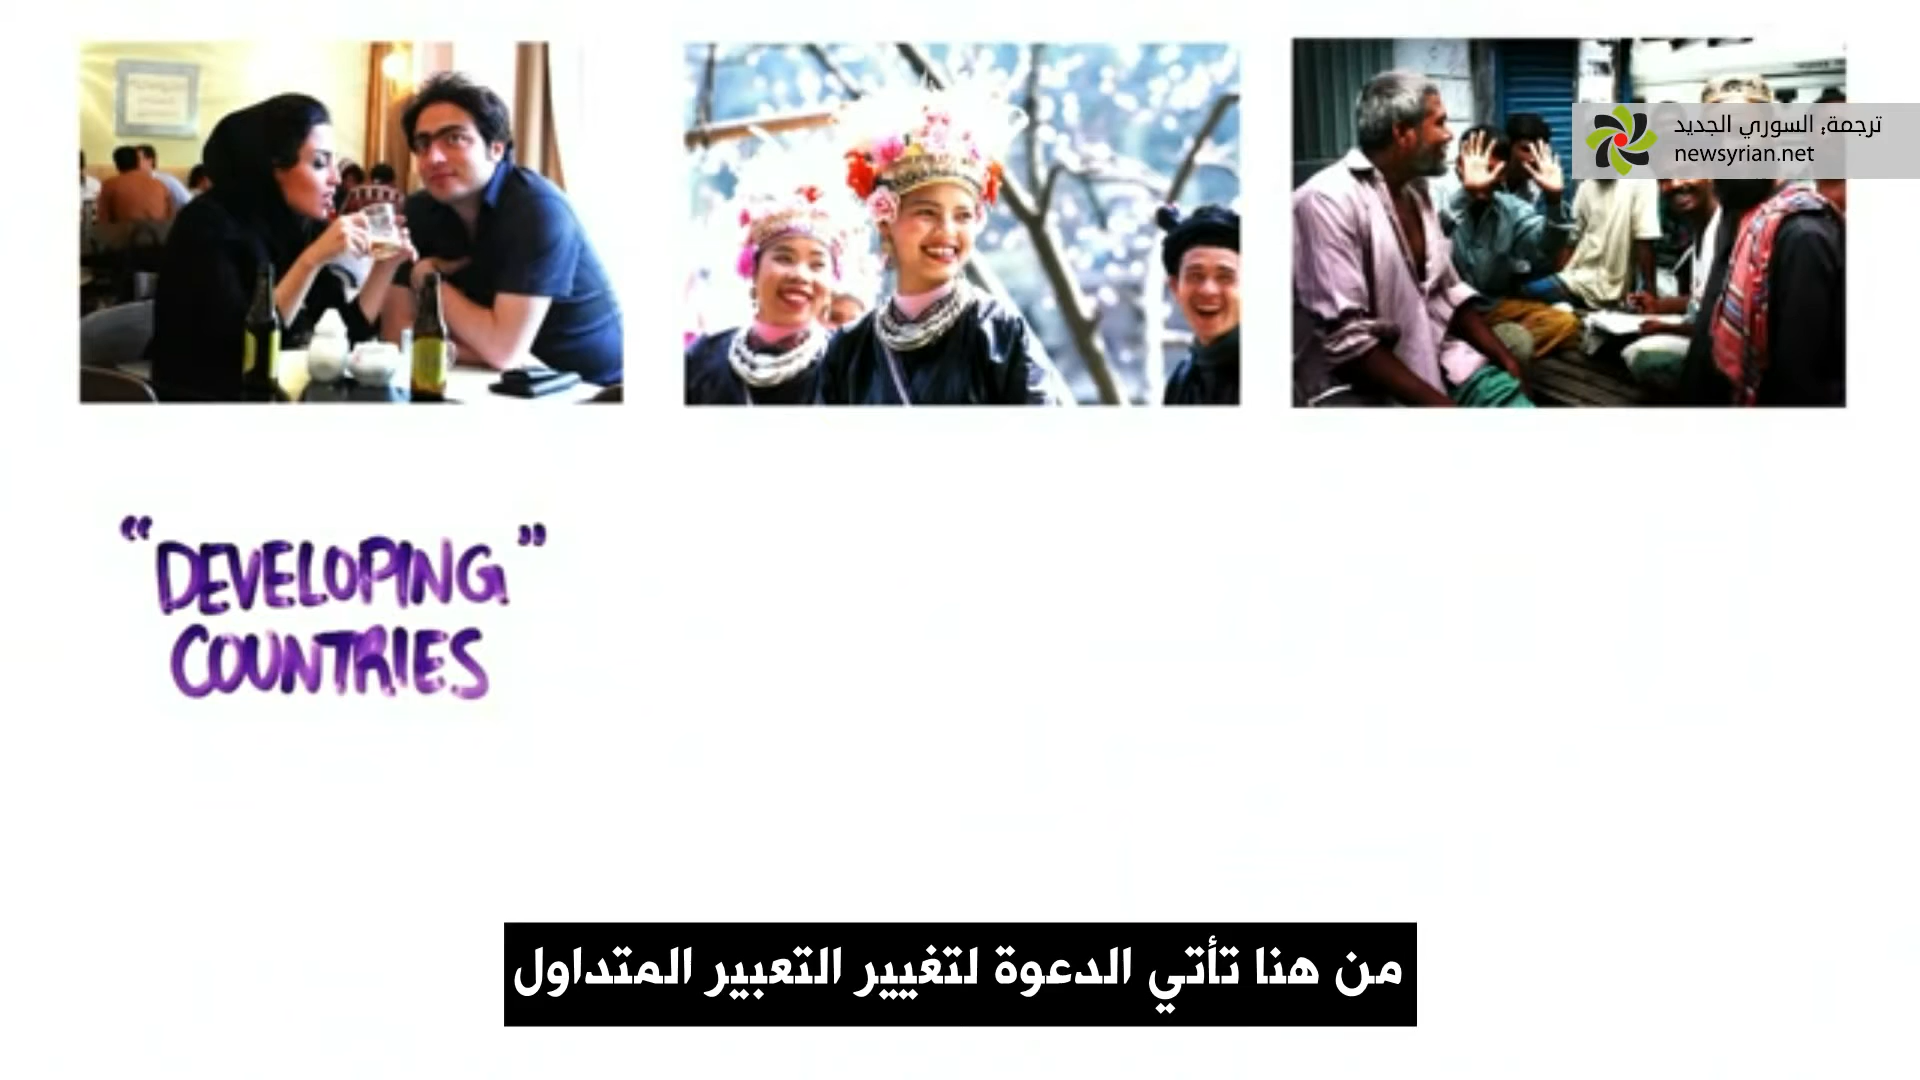 ترجمة: السوري الجديد
newsyrian.net
“DEVELOPING”
COUNTRIES
من هنا تأتي الدعوة لتغيير التعبير المتداول